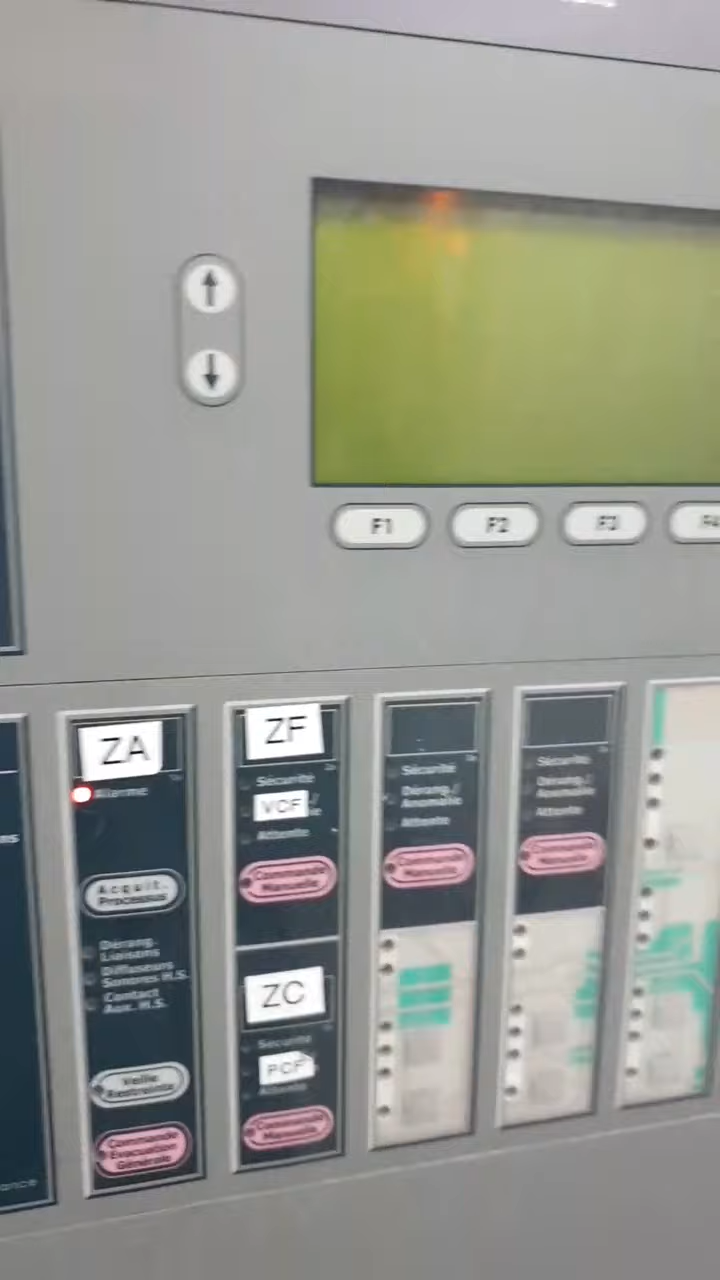 ↑
↓
F1
F2
F3
F4
ZA
Alarme
Acquit.
Processus
Dérang.
Liaisons
Diffuseurs
Sonores H.S.
Contact
Aux. H.S.
Veille
Restreinte
Commande
Evacuation
Générale
ZF
Sécurité
VCF
Attente
Commande
Manuelle
ZC
Sécurité
PCF
Attente
Commande
Manuelle
Sécurité
Dérang./
Anomalie
Attente
Commande
Manuelle
Sécurité
Dérang./
Anomalie
Attente
Commande
Manuelle